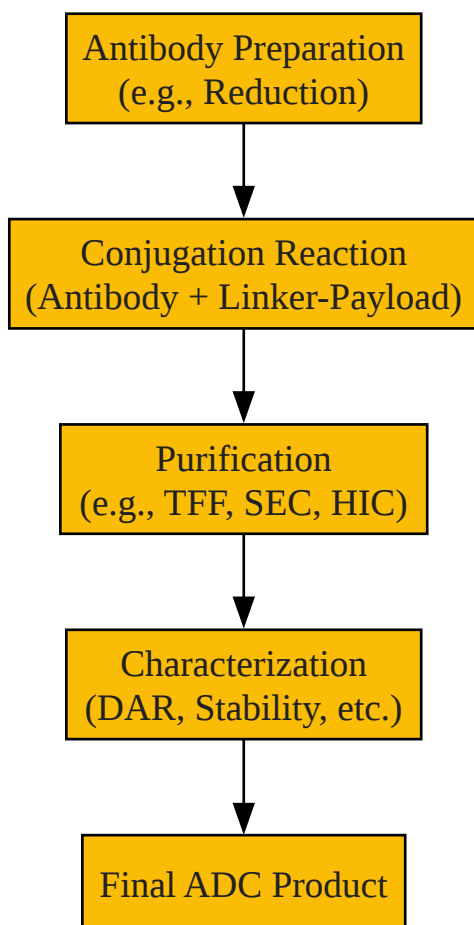 Antibody Preparation
(e.g., Reduction)
Conjugation Reaction
(Antibody + Linker-Payload)
Purification
(e.g., TFF, SEC, HIC)
Characterization
(DAR, Stability, etc.)
Final ADC Product